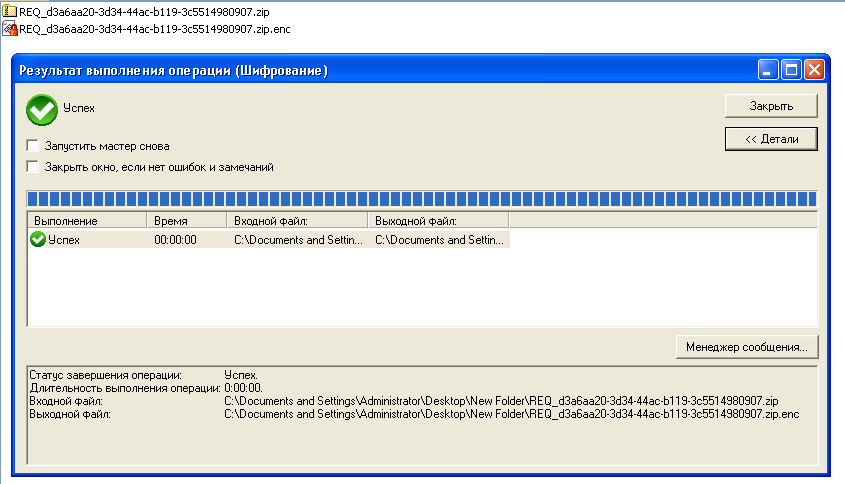 REQ_d3a6aa20-3d34-44ac-b119-3c5514980907.zip
REQ_d3a6aa20-3d34-44ac-b119-3c5514980907.zip.enc
Результат выполнения операции (Шифрование)
Успех
Закрыть
<< Детали
Запустить мастер снова
Закрыть окно, если нет ошибок и замечаний
Выполнение Время Входной файл: Выходной файл:
Успех 00:00:00 C:\Documents and Settin... C:\Documents and Settin...
Менеджер сообщения...
Статус завершения операции: Успех.
Длительность выполнения операции: 0:00:00.
Входной файл: C:\Documents and Settings\Administrator\Desktop\New Folder\REQ_d3a6aa20-3d34-44ac-b119-3c5514980907.zip
Выходной файл: C:\Documents and Settings\Administrator\Desktop\New Folder\REQ_d3a6aa20-3d34-44ac-b119-3c5514980907.zip.enc